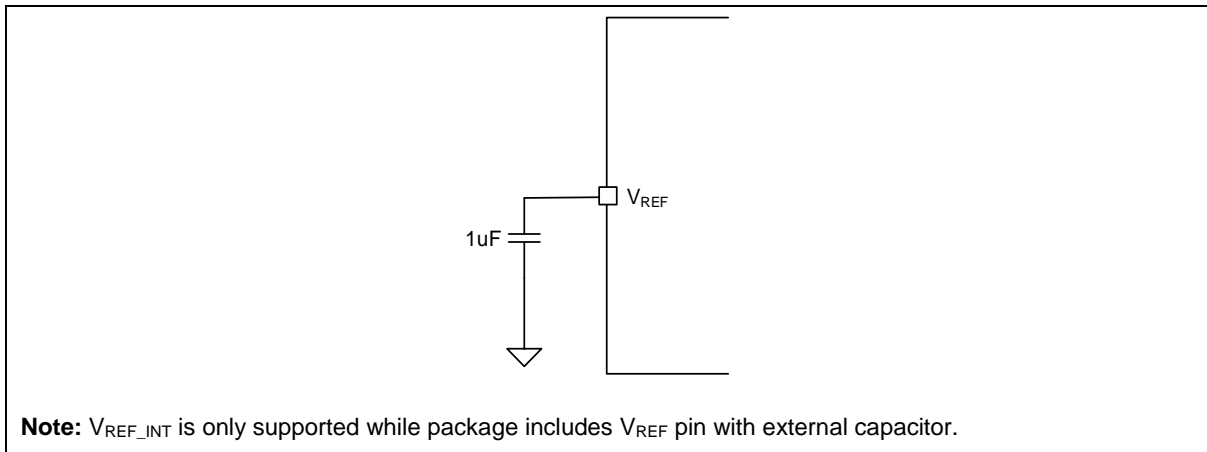 VREF
1uF
Note: VREF_INT is only supported while package includes VREF pin with external capacitor.